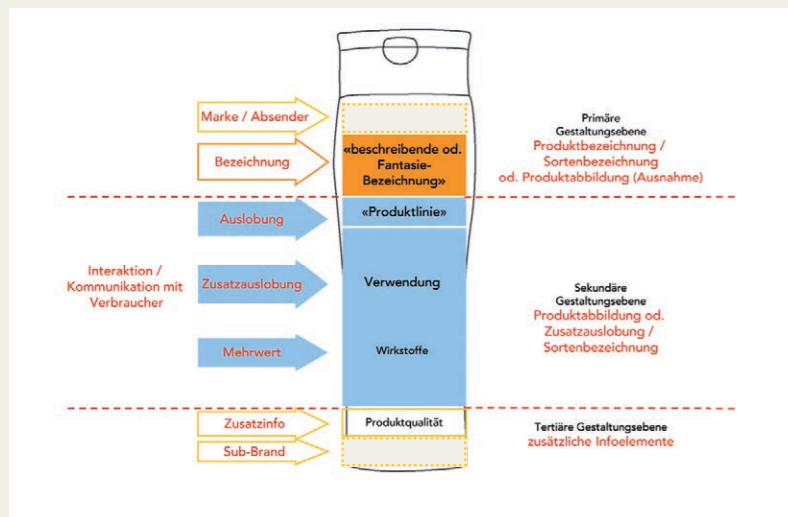 Marke / Absender
Bezeichnung
«beschreibende od.
Fantasie-
Bezeichnung»
Primäre
Gestaltungsebene
Produktbezeichnung /
Sortenbezeichnung
od. Produktabbildung (Ausnahme)
Interaktion /
Kommunikation mit
Verbraucher
Auslobung
«Produktlinie»
Zusatzauslobung
Verwendung
Mehrwert
Wirkstoffe
Sekundäre
Gestaltungsebene
Produktabbildung od.
Zusatzauslobung /
Sortenbezeichnung
Zusatzinfo
Produktqualität
Sub-Brand
Tertiäre Gestaltungsebene
zusätzliche Infoelemente